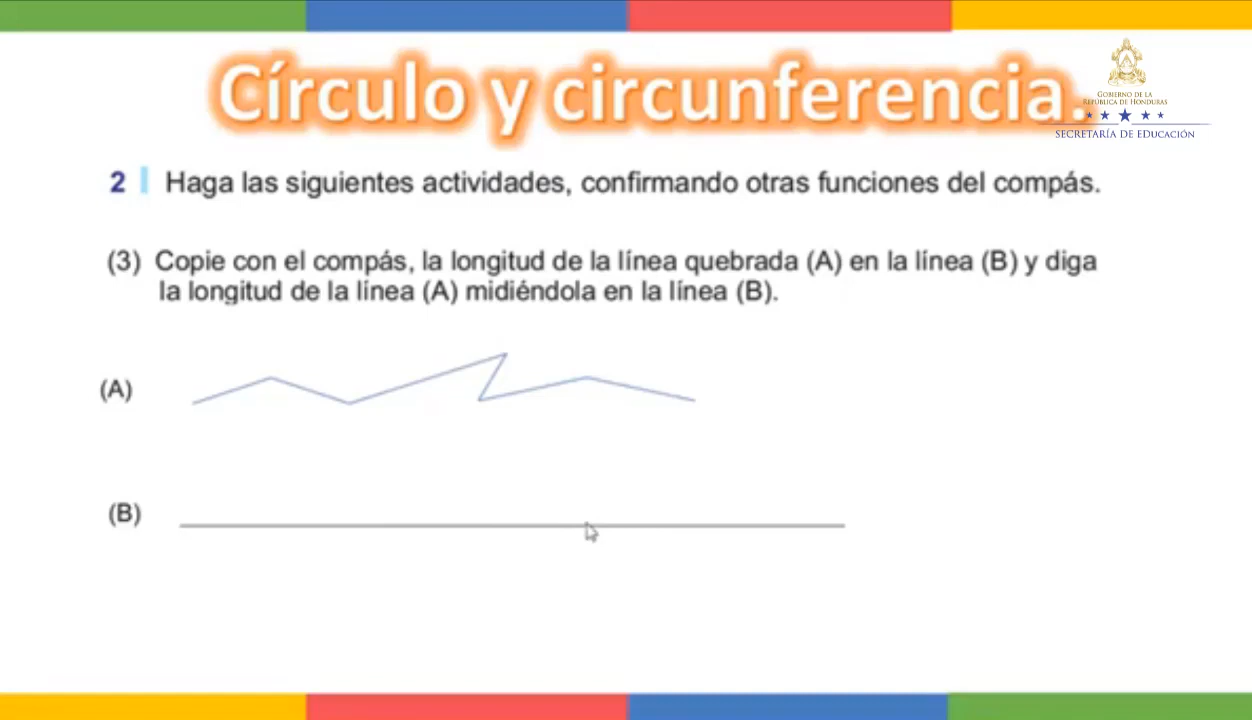 Círculo y circunferencia.
GOBIERNO DE LA
REPÚBLICA DE HONDURAS
SECRETARÍA DE EDUCACIÓN
2 Haga las siguientes actividades, confirmando otras funciones del compás.
(3) Copie con el compás, la longitud de la línea quebrada (A) en la línea (B) y diga
la longitud de la línea (A) midiéndola en la línea (B).
(A)
(B)